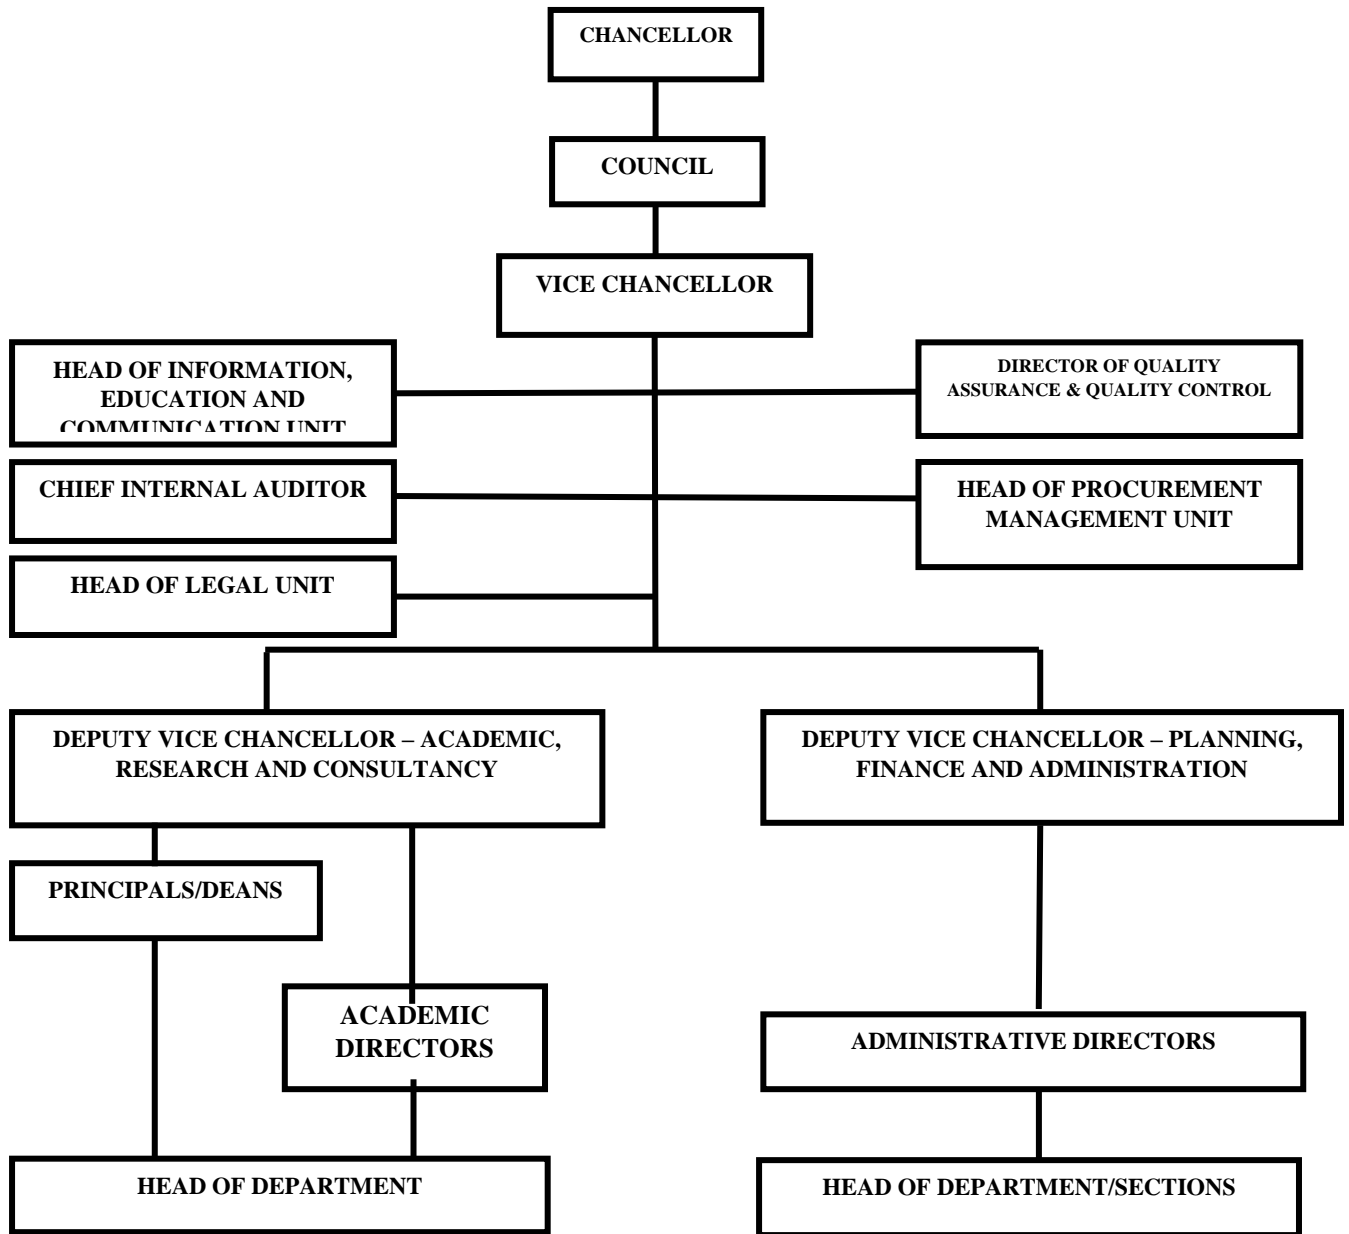 CHANCELLOR
COUNCIL
VICE CHANCELLOR
HEAD OF INFORMATION,
EDUCATION AND
COMMUNICATION UNIT
DIRECTOR OF QUALITY
ASSURANCE & QUALITY CONTROL
CHIEF INTERNAL AUDITOR
HEAD OF PROCUREMENT
MANAGEMENT UNIT
HEAD OF LEGAL UNIT
DEPUTY VICE CHANCELLOR – ACADEMIC,
RESEARCH AND CONSULTANCY
DEPUTY VICE CHANCELLOR – PLANNING,
FINANCE AND ADMINISTRATION
PRINCIPALS/DEANS
ACADEMIC
DIRECTORS
ADMINISTRATIVE DIRECTORS
HEAD OF DEPARTMENT
HEAD OF DEPARTMENT/SECTIONS